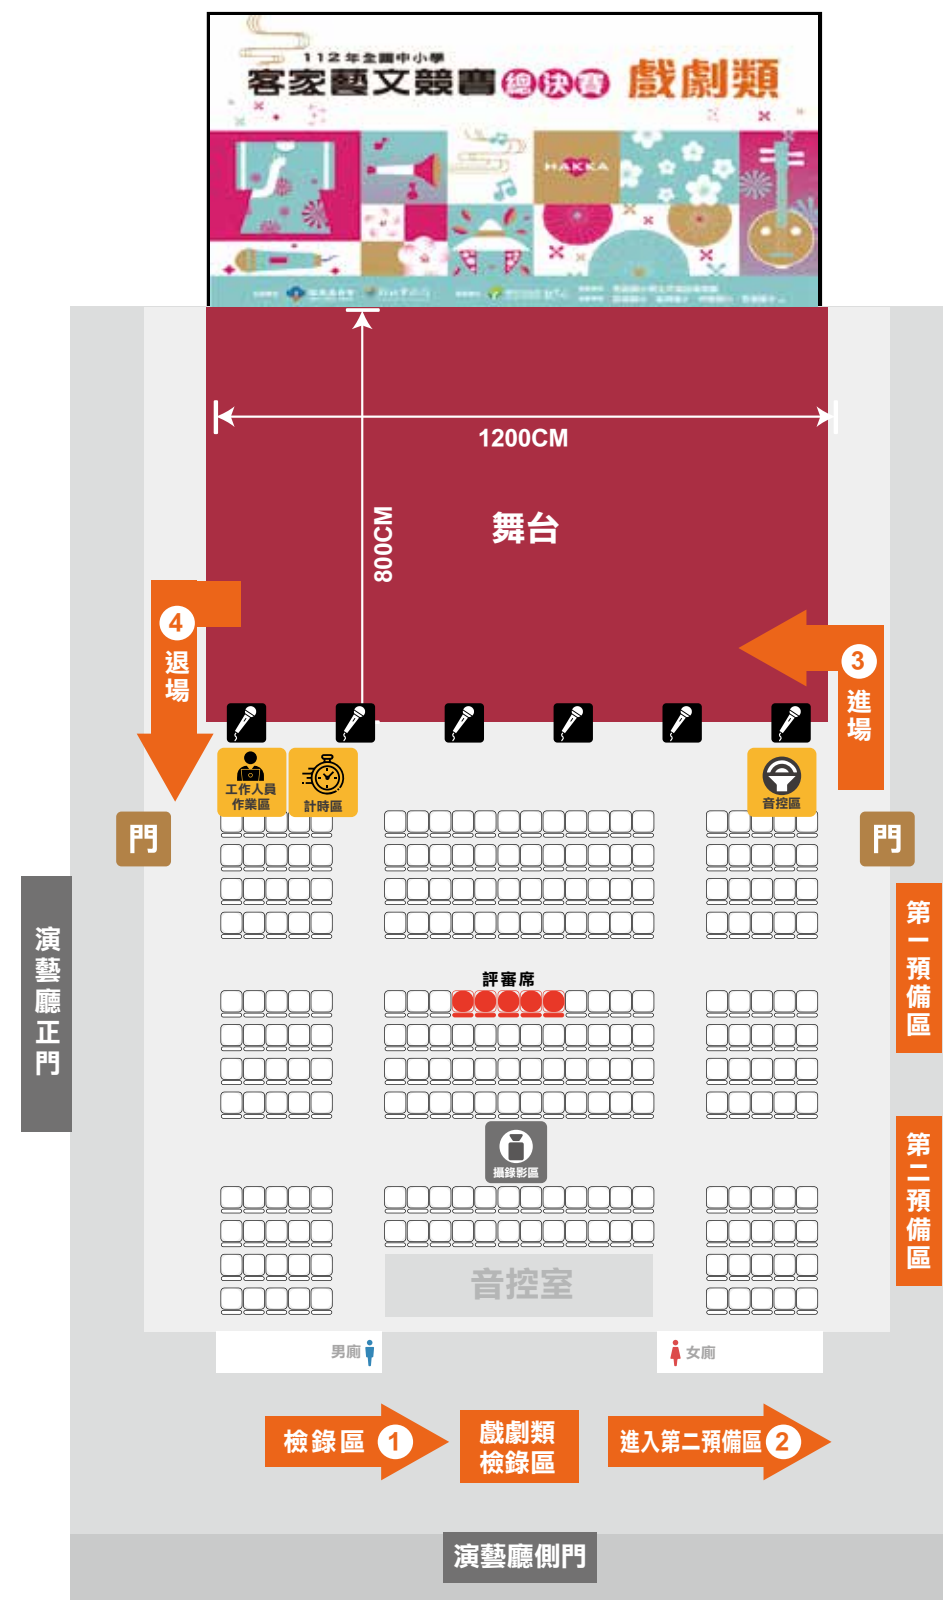 112年全國中小學
客家藝文競賽總決賽 戲劇類
HAKKA
1200CM
800CM
舞台
4
退場
3
進場
工作人員
作業區
計時區
音控區
門
門
演藝廳正門
第一預備區
評審席
第二預備區
攝錄影區
音控室
男廁
女廁
檢錄區 1
戲劇類
檢錄區
進入第二預備區 2
演藝廳側門